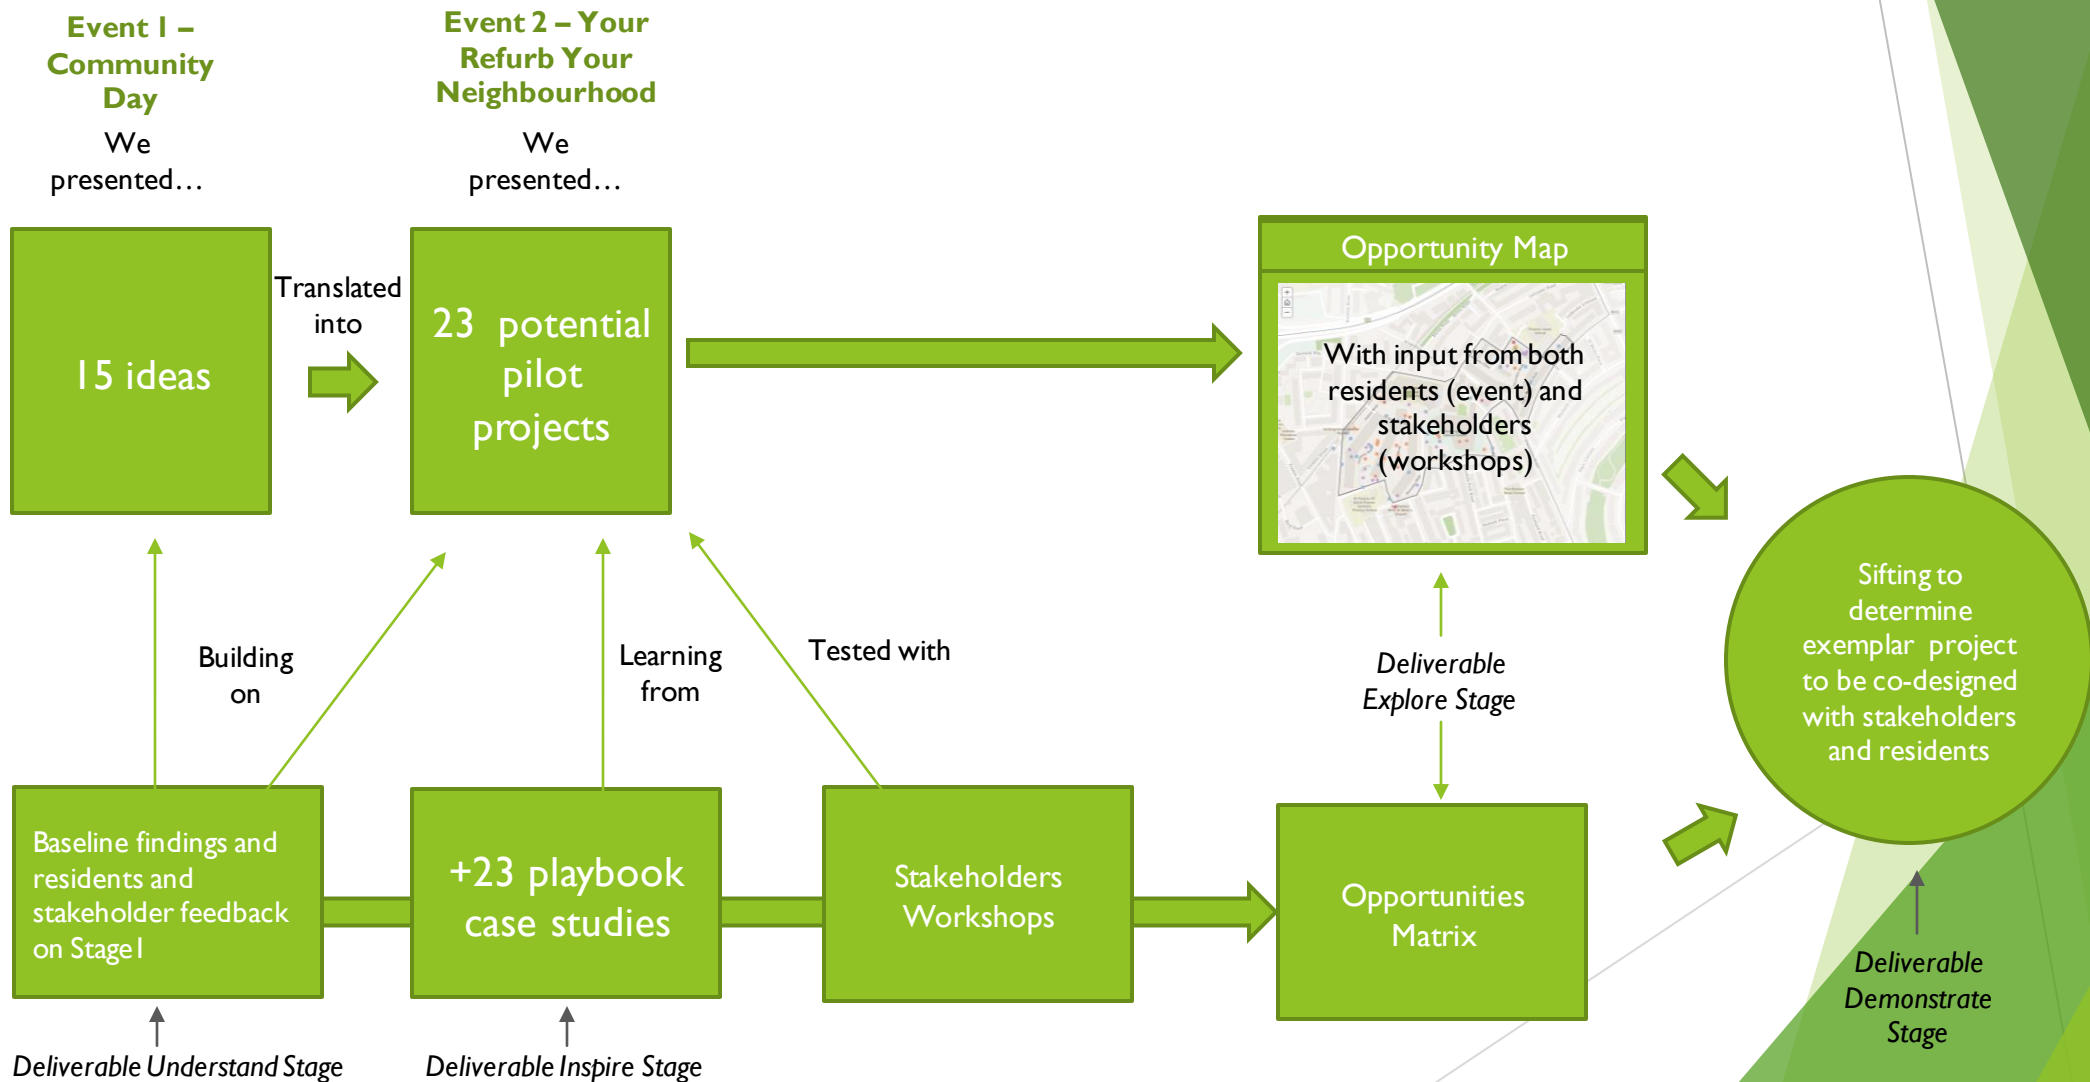 Event 1 –
Community
Day
We
presented…
Event 2 – Your
Refurb Your
Neighbourhood
We
presented…
15 ideas
Translated
into
23 potential
pilot
projects
Opportunity Map
With input from both
residents (event) and
stakeholders
(workshops)
Building
on
Learning
from
Tested with
Deliverable
Explore Stage
Sifting to
determine
exemplar project
to be co-designed
with stakeholders
and residents
Baseline findings and
residents and
stakeholder feedback
on Stage1
+23 playbook
case studies
Stakeholders
Workshops
Opportunities
Matrix
Deliverable
Demonstrate
Stage
Deliverable Understand Stage
Deliverable Inspire Stage